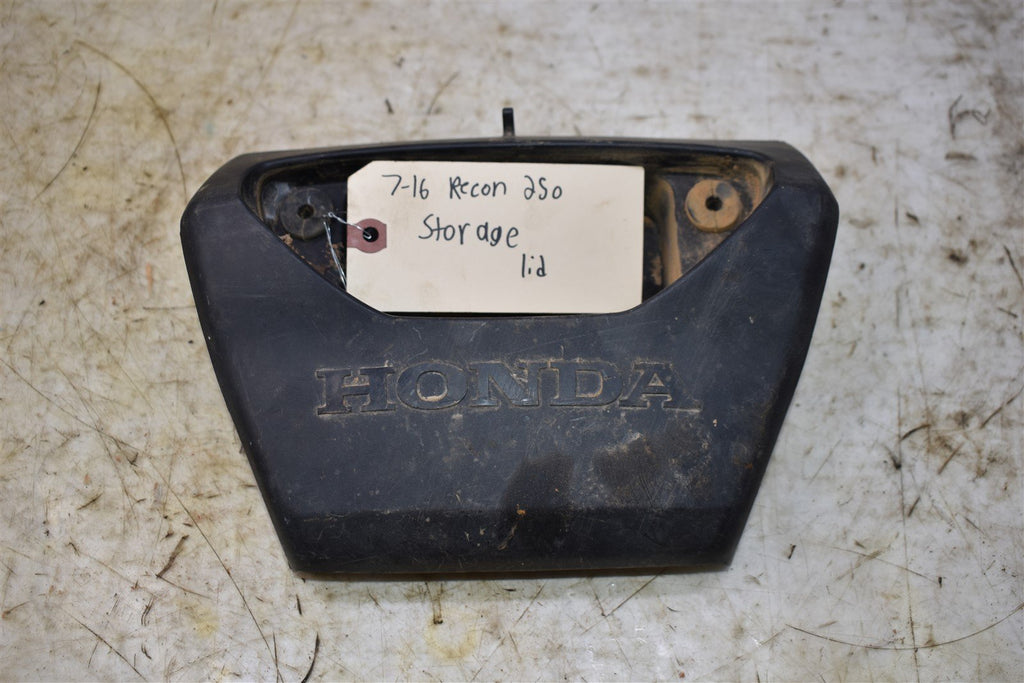 7-16 Recon 250
Storage
lid
HONDA